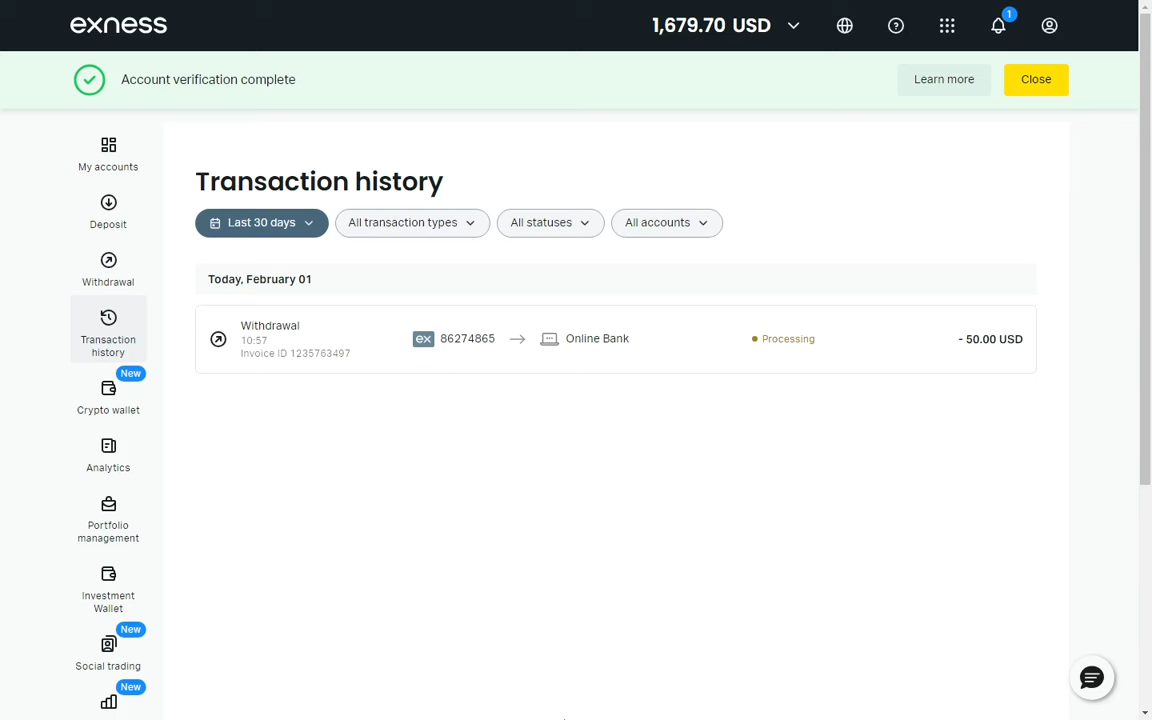 exness
1,679.70 USD
1
Account verification complete
Learn more
Close
My accounts
Deposit
Withdrawal
Transaction
history
New
Crypto wallet
Analytics
Portfolio
management
Investment
Wallet
New
Social trading
New
Transaction history
Last 30 days
All transaction types
All statuses
All accounts
Today, February 01
Withdrawal
10:57
Invoice ID 1235763497
ex 86274865
Online Bank
Processing
- 50.00 USD